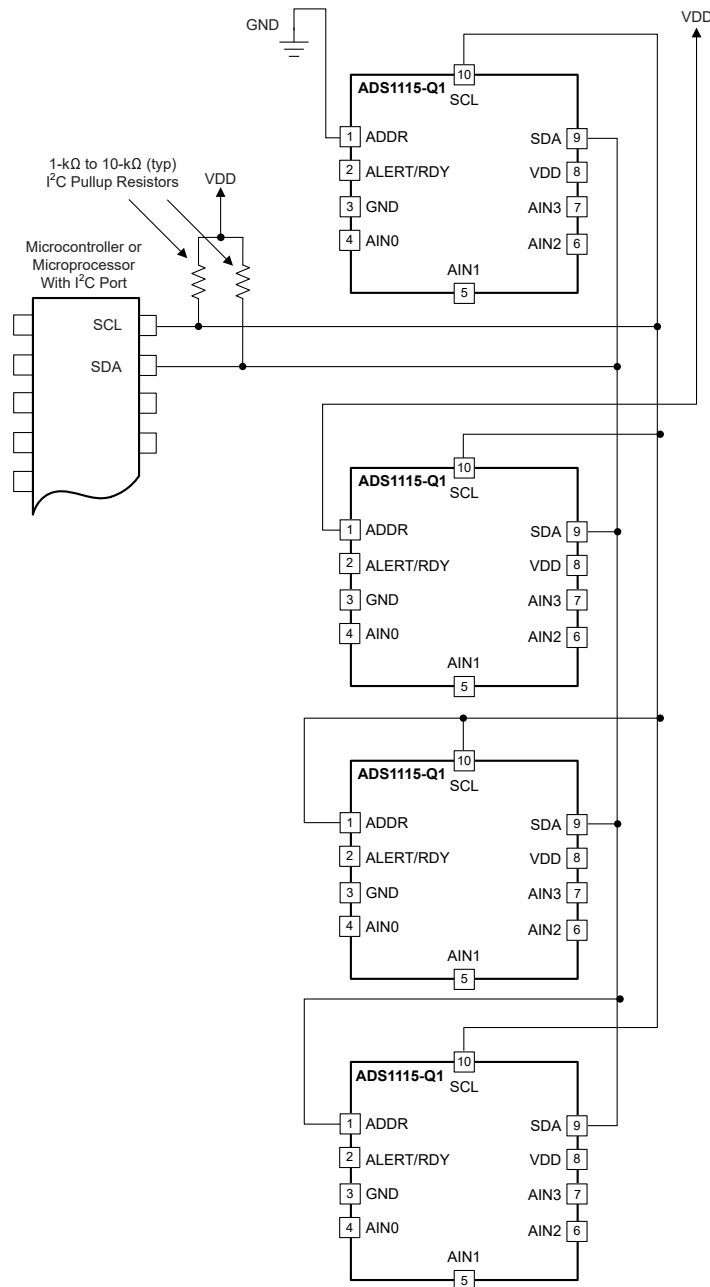 GND
VDD
1-kΩ to 10-kΩ (typ)
I²C Pullup Resistors
VDD
Microcontroller or
Microprocessor
With I²C Port
SCL
SDA
10
ADS1115-Q1
SCL
1 ADDR
SDA 9
2 ALERT/RDY
VDD 8
3 GND
AIN3 7
4 AIN0
AIN2 6
AIN1
5
10
ADS1115-Q1
SCL
1 ADDR
SDA 9
2 ALERT/RDY
VDD 8
3 GND
AIN3 7
4 AIN0
AIN2 6
AIN1
5
10
ADS1115-Q1
SCL
1 ADDR
SDA 9
2 ALERT/RDY
VDD 8
3 GND
AIN3 7
4 AIN0
AIN2 6
AIN1
5
10
ADS1115-Q1
SCL
1 ADDR
SDA 9
2 ALERT/RDY
VDD 8
3 GND
AIN3 7
4 AIN0
AIN2 6
AIN1
5